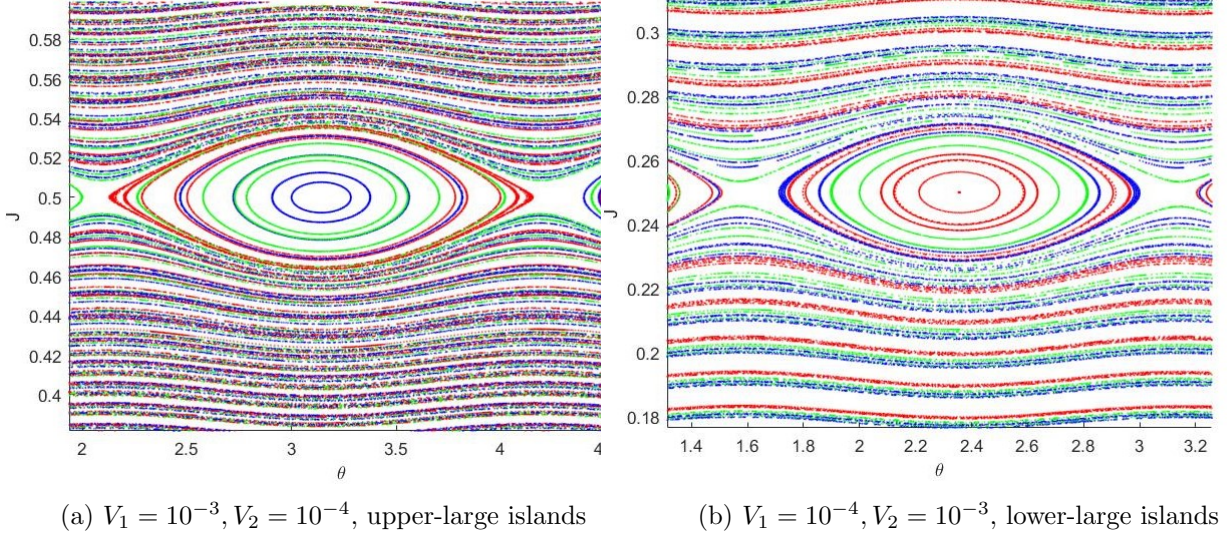 0.58
0.56
0.54
0.52
0.5
0.48
0.46
0.44
0.42
0.4
J
2 2.5 3 3.5 4 4
θ
0.3
0.28
0.26
0.24
0.22
0.2
0.18
J
1.4 1.6 1.8 2 2.2 2.4 2.6 2.8 3 3.2
θ
(a) V₁ = 10⁻³, V₂ = 10⁻⁴, upper-large islands
(b) V₁ = 10⁻⁴, V₂ = 10⁻³, lower-large islands